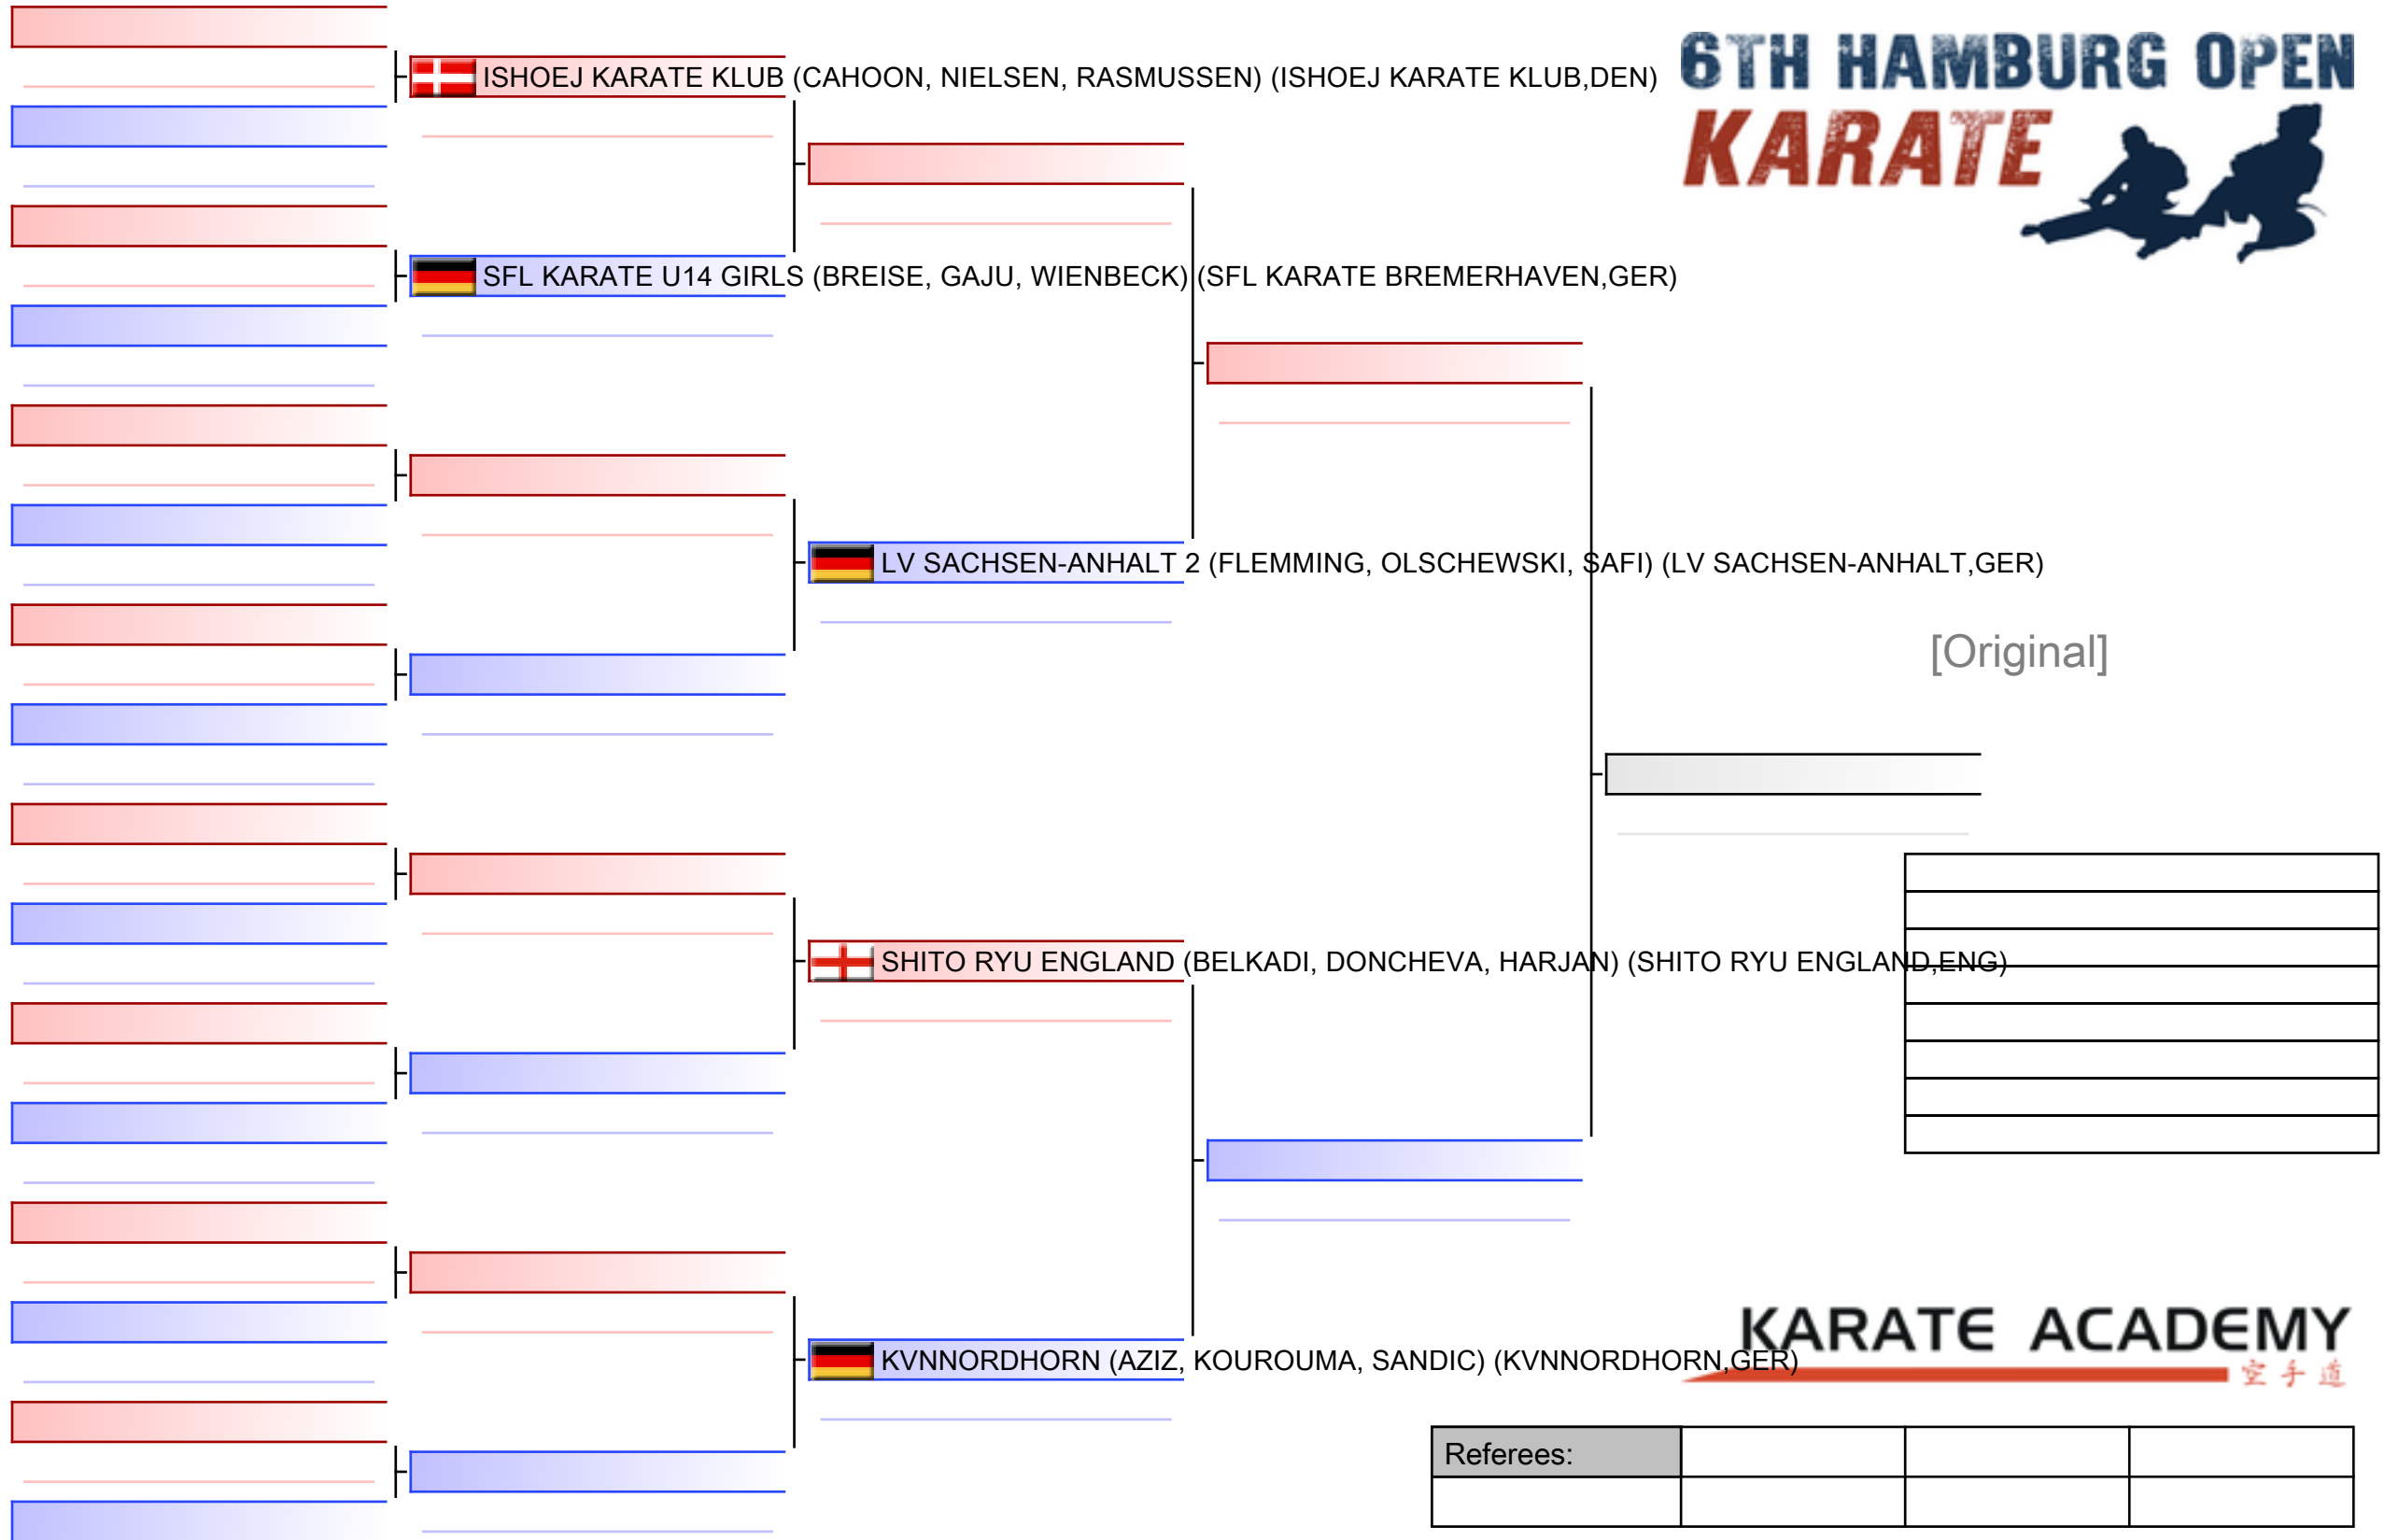 6TH HAMBURG OPEN
KARATE
ISHOEJ KARATE KLUB (CAHOON, NIELSEN, RASMUSSEN) (ISHOEJ KARATE KLUB,DEN)
SFL KARATE U14 GIRLS (BREISE, GAJU, WIENBECK) (SFL KARATE BREMERHAVEN,GER)
LV SACHSEN-ANHALT 2 (FLEMMING, OLSCHEWSKI, SAFI) (LV SACHSEN-ANHALT,GER)
[Original]
SHITO RYU ENGLAND (BELKADI, DONCHEVA, HARJAN) (SHITO RYU ENGLAND,ENG)
KVNNORDHORN (AZIZ, KOUROUMA, SANDIC) (KVNNORDHORN,GER)
KARATE ACADEMY
空手道
Referees: